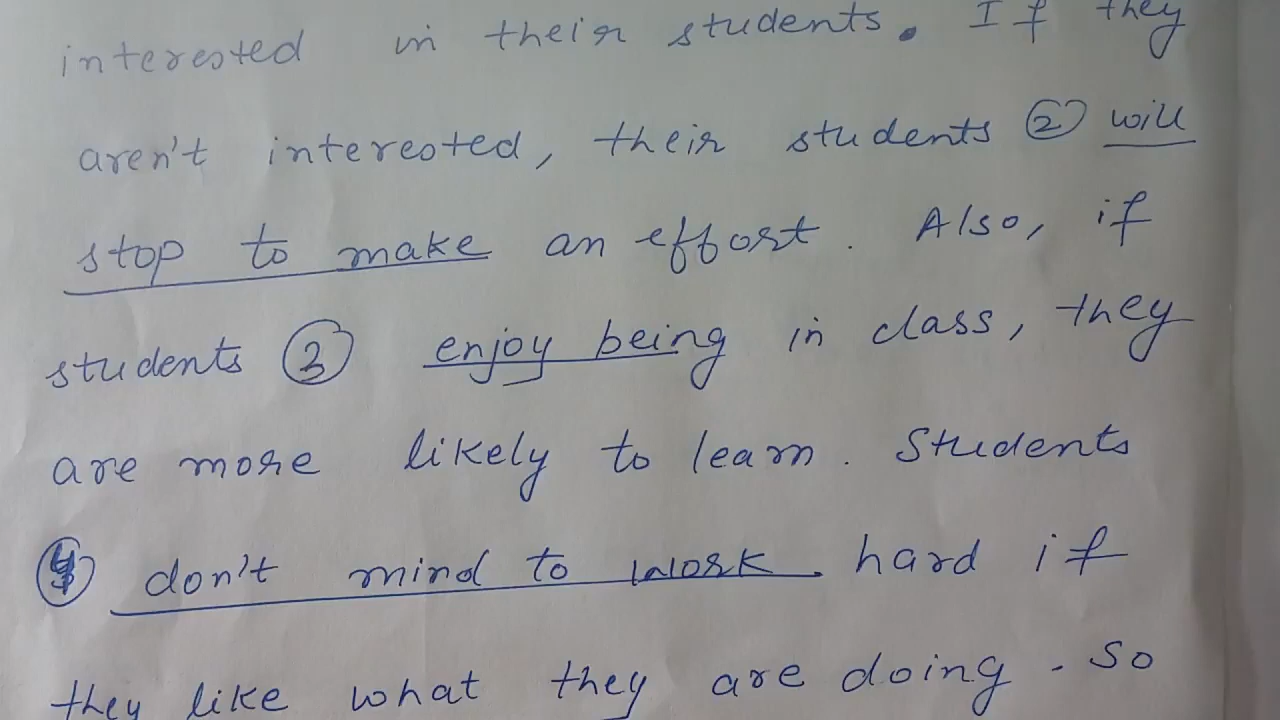 interested in their students. If they
aren't interested, their students ② will
stop to make an effort. Also, if
students ③ enjoy being in class, they
are more likely to learn. Students
④ don't mind to work hard if
they like what they are doing. So